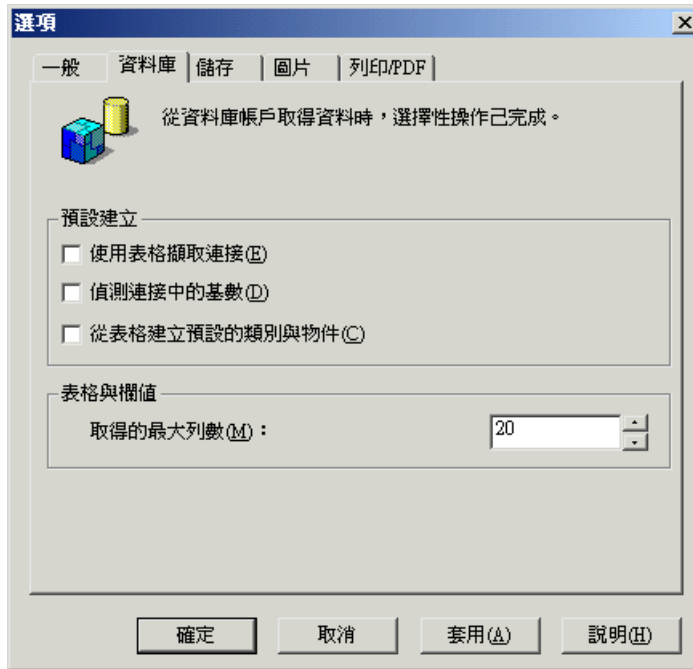 選項
一般 資料庫 儲存 圖片 列印/PDF
從資料庫帳戶取得資料時，選擇性操作己完成。
預設建立
使用表格擷取連接(E)
偵測連接中的基數(D)
從表格建立預設的類別與物件(C)
表格與欄值
取得的最大列數(M)： 20
確定 取消 套用(A) 說明(H)